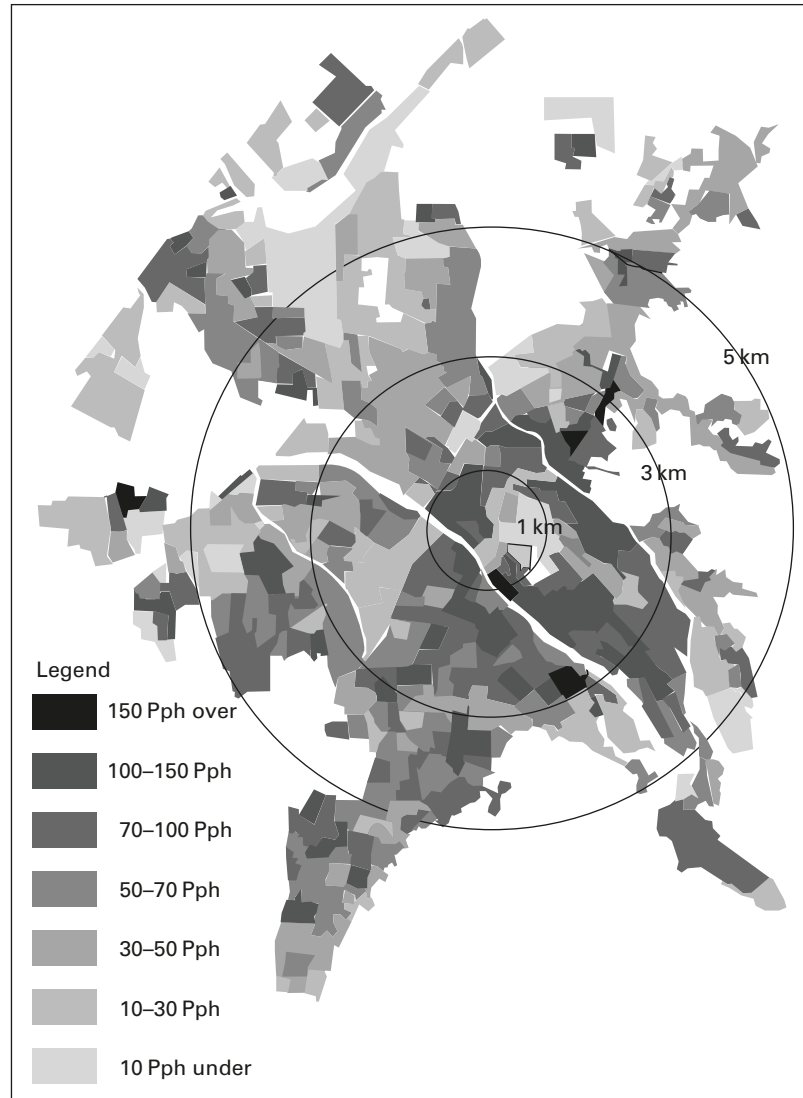 5 km
3 km
1 km
Legend
150 Pph over
100–150 Pph
70–100 Pph
50–70 Pph
30–50 Pph
10–30 Pph
10 Pph under